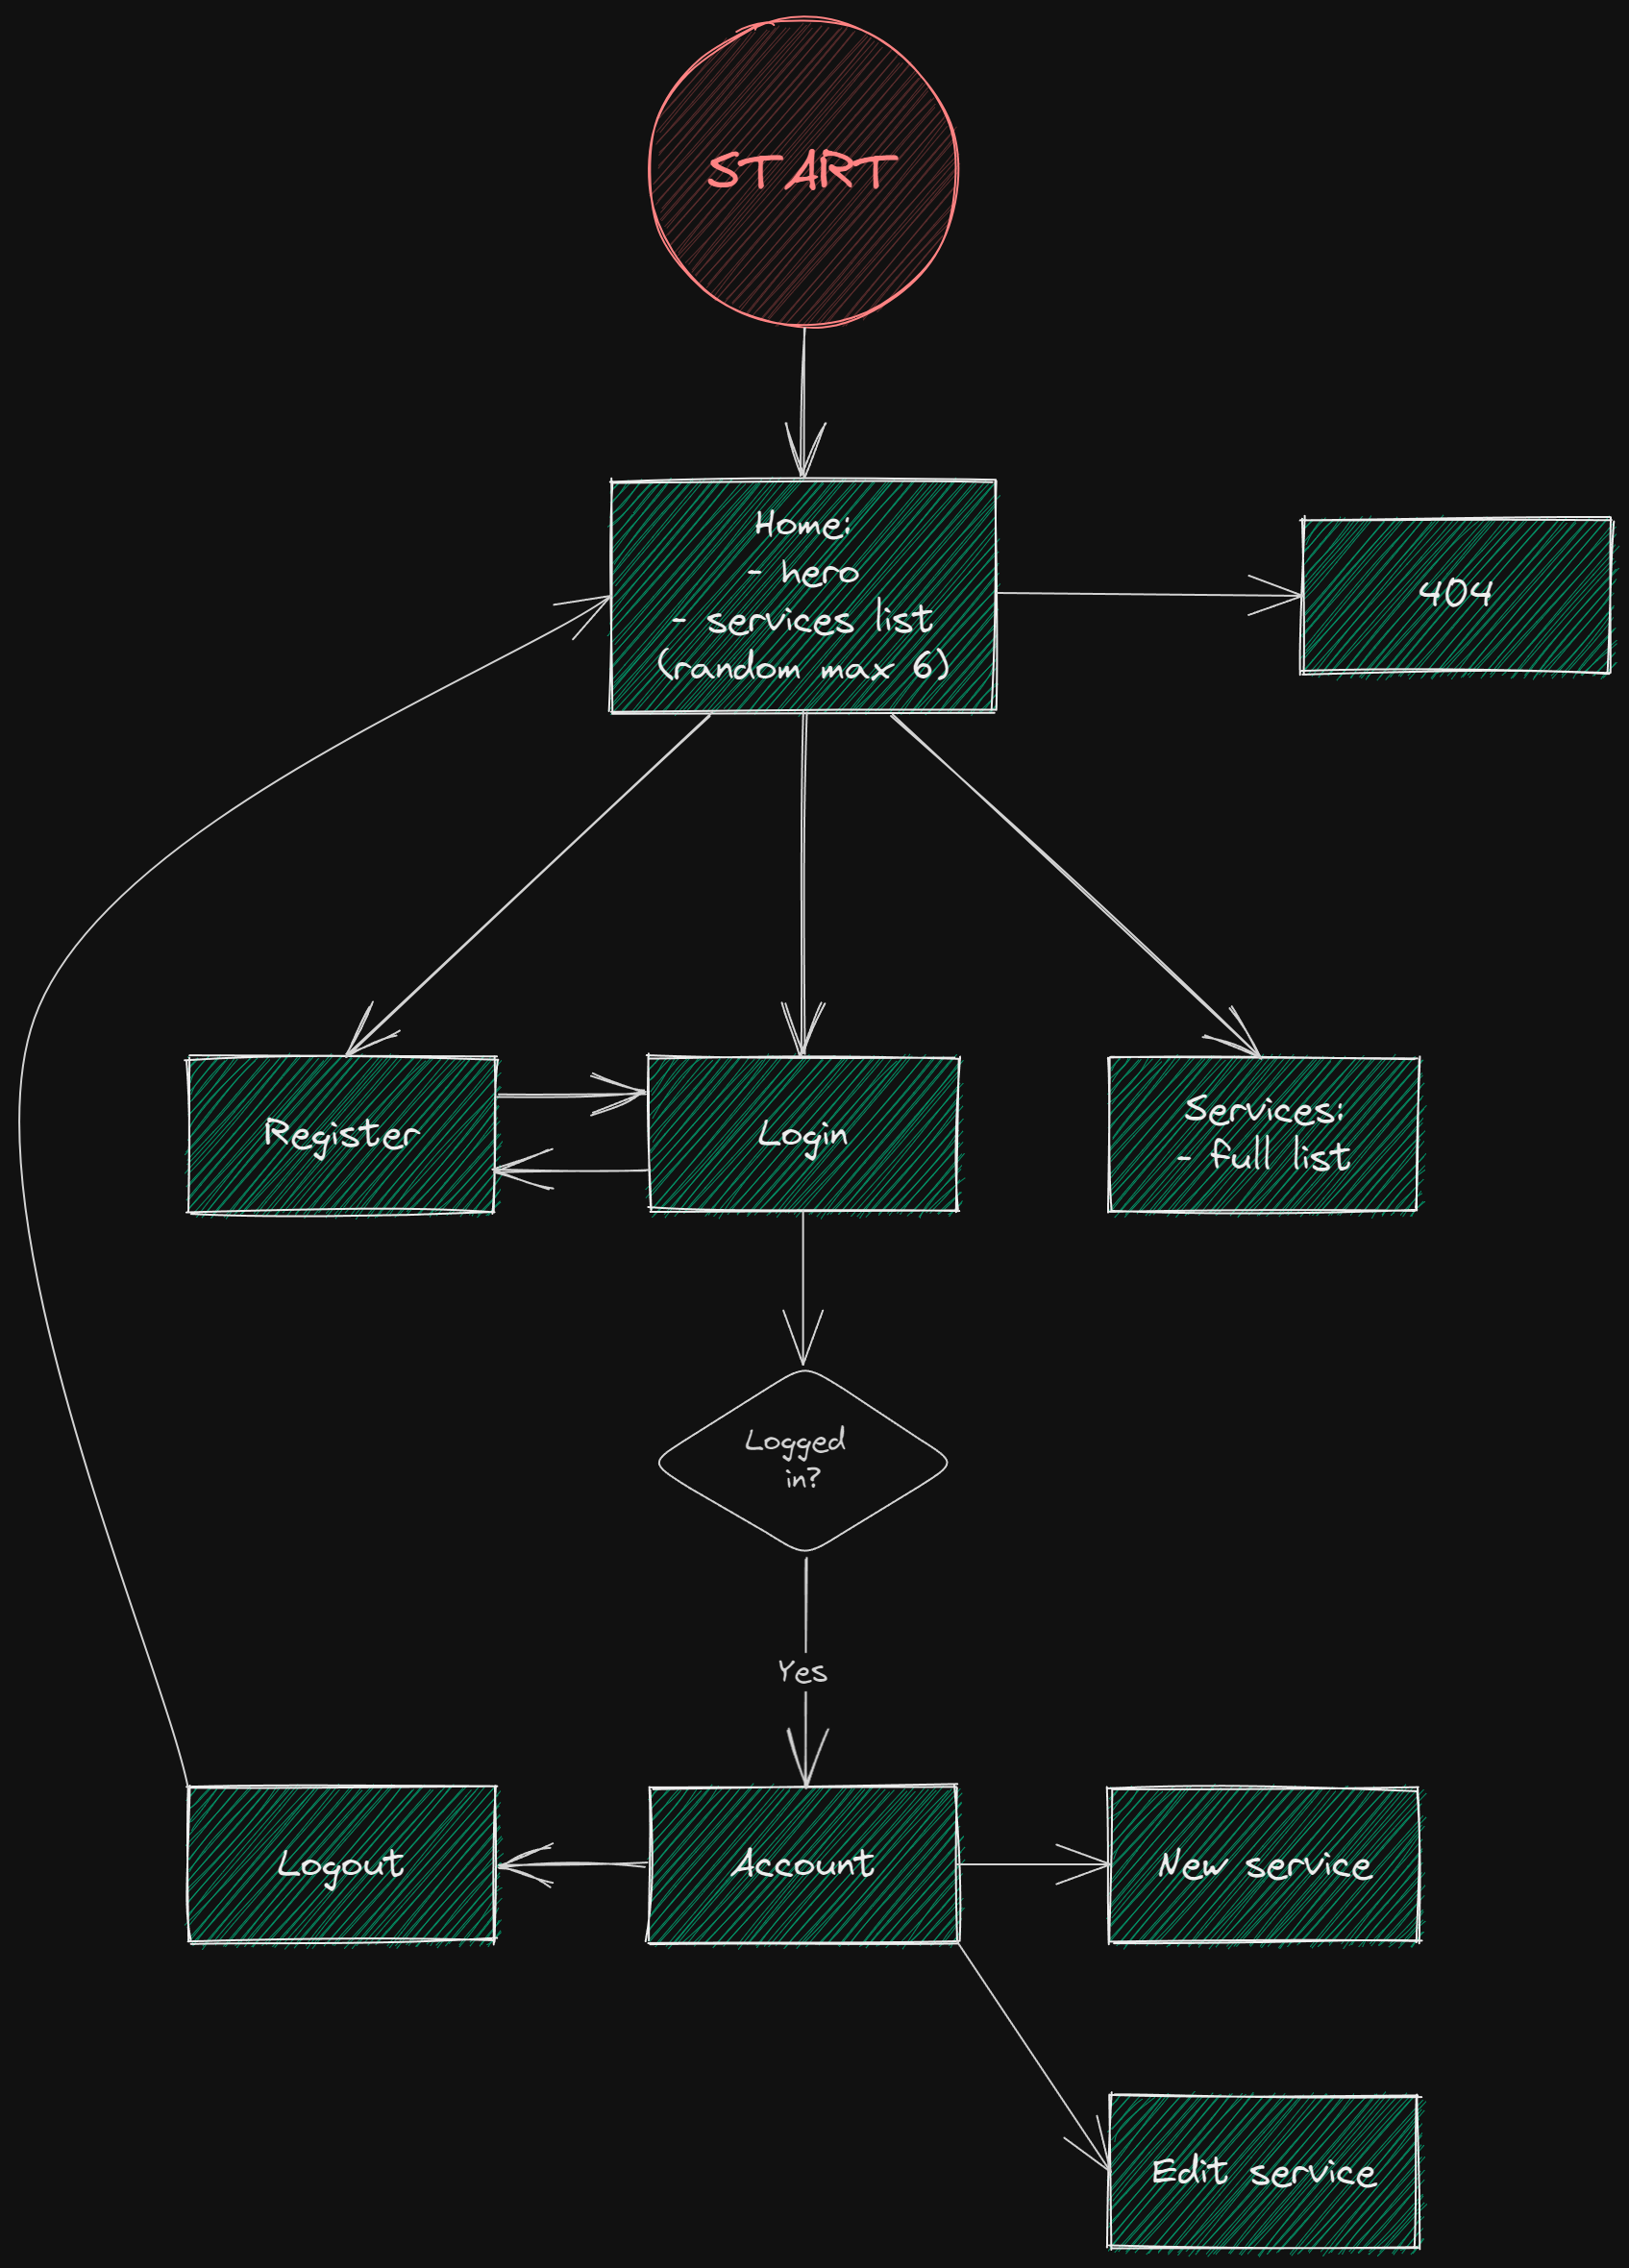 START
Home:
- hero
- services list
(random max 6)
404
Register
Login
Services:
- full list
Logged
in?
Yes
Logout
Account
New service
Edit service